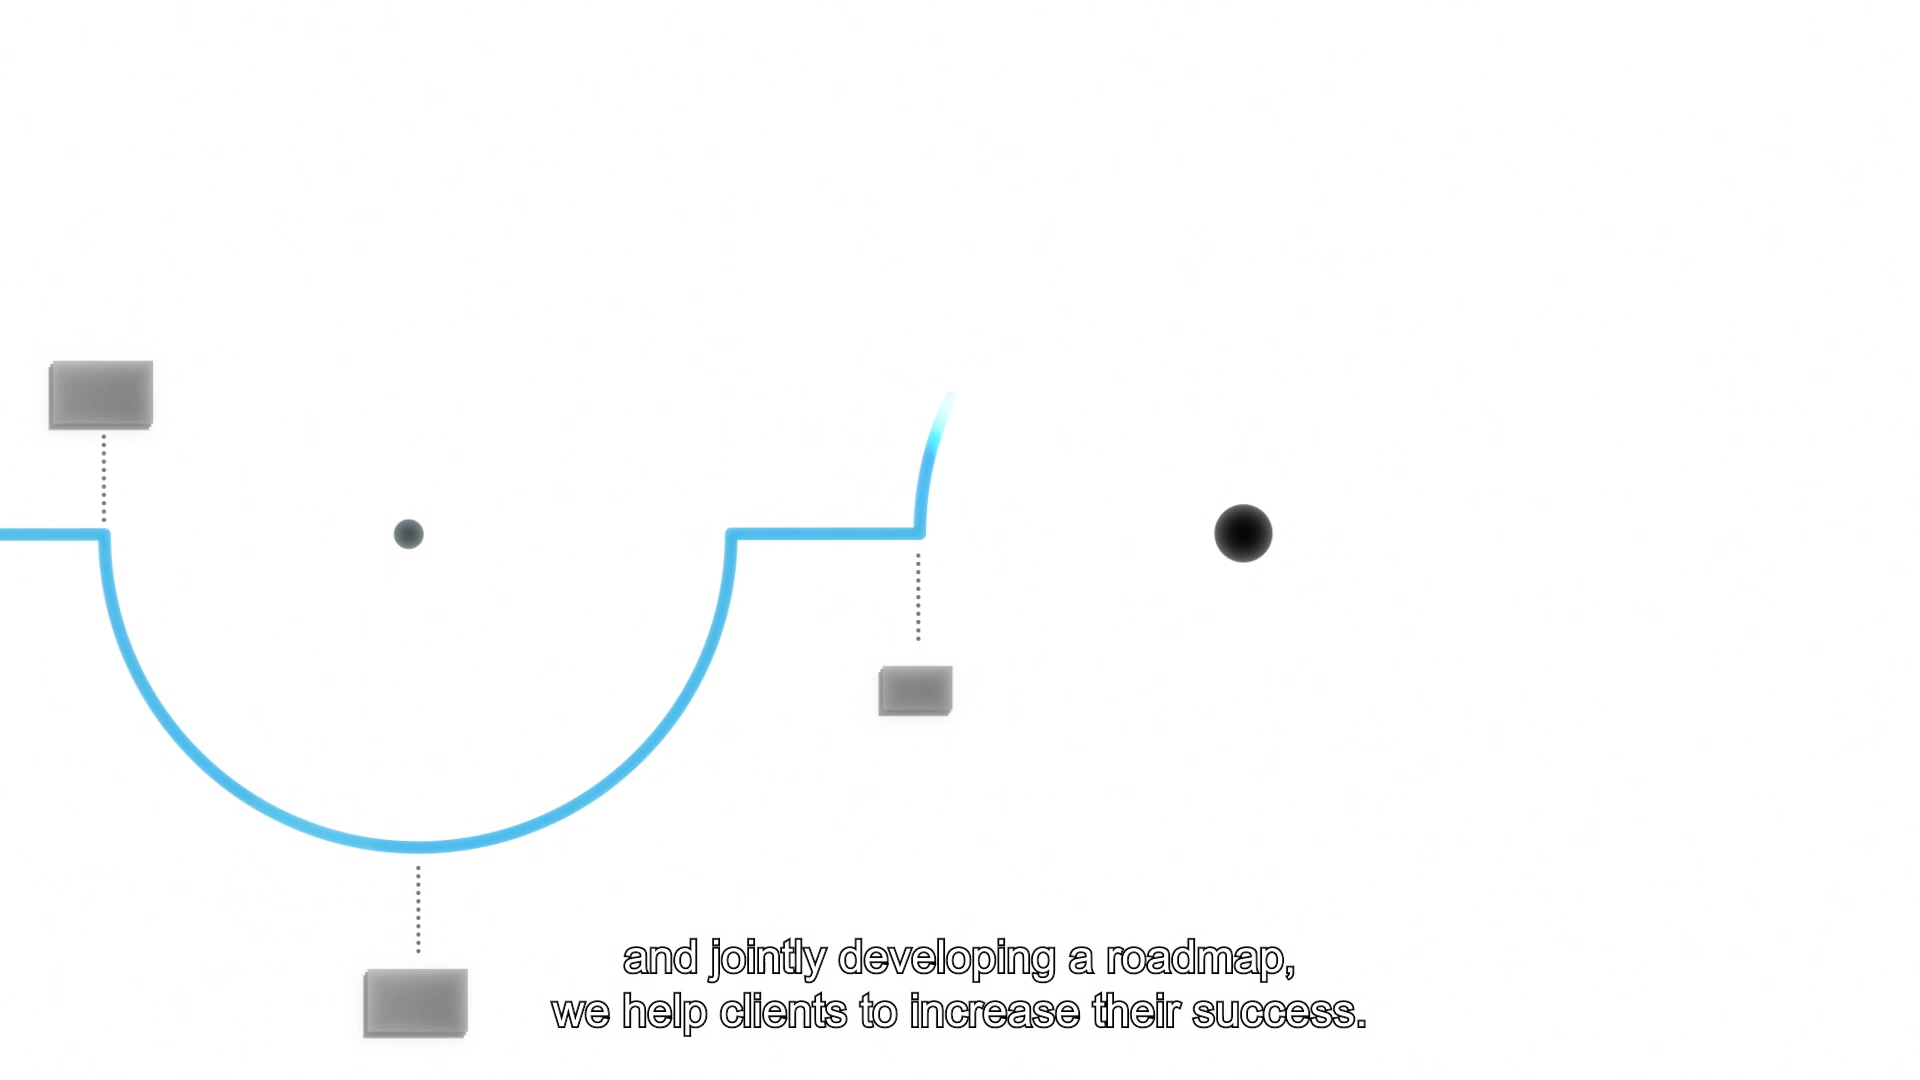 and jointly developing a roadmap,
we help clients to increase their success.